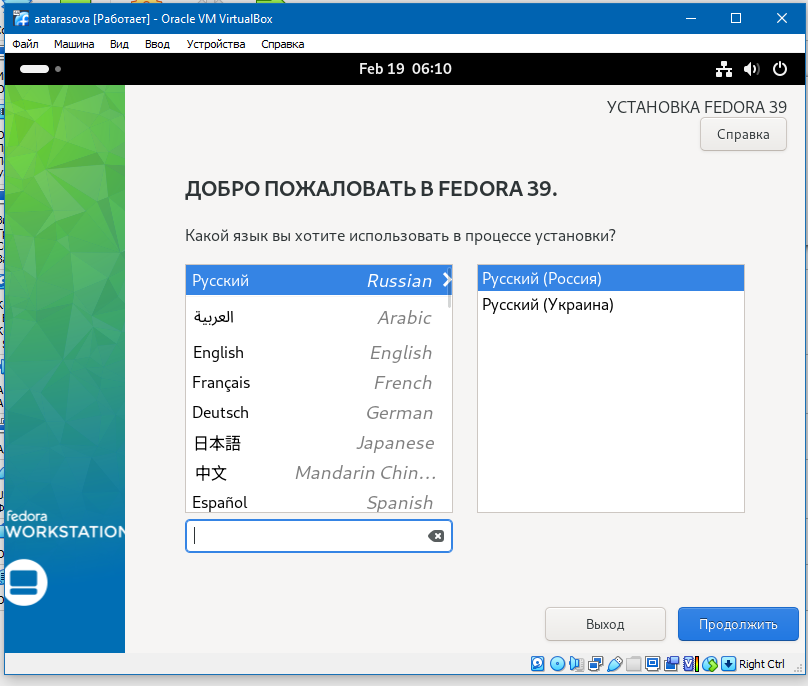 aatarasova [Работает] - Oracle VM VirtualBox
Файл Машина Вид Ввод Устройства Справка
Feb 19 06:10
УСТАНОВКА FEDORA 39
Справка
ДОБРО ПОЖАЛОВАТЬ В FEDORA 39.
Какой язык вы хотите использовать в процессе установки?
Русский Russian
العربية Arabic
English English
Français French
Deutsch German
日本語 Japanese
中文 Mandarin Chin...
Español Spanish
Русский (Россия)
Русский (Украина)
fedora
WORKSTATION
Выход
Продолжить
Right Ctrl